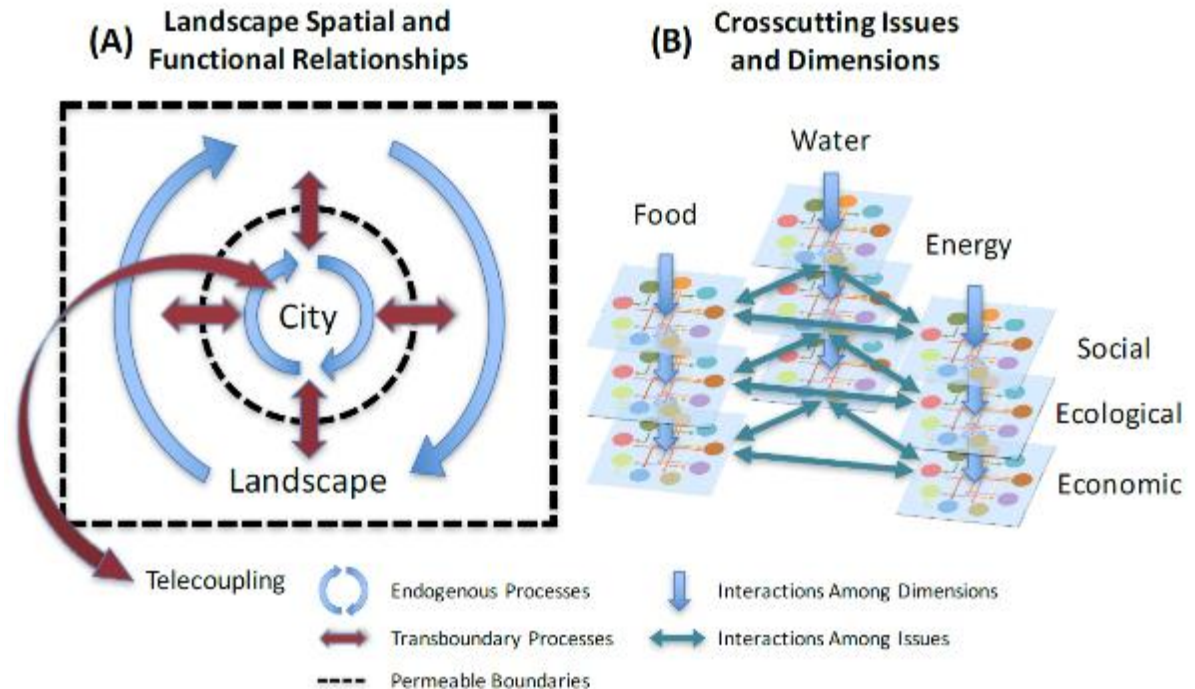 (A)
Landscape Spatial and
Functional Relationships
City
Landscape
Telecoupling
(B)
Crosscutting Issues
and Dimensions
Water
Food
Energy
Social
Ecological
Economic
Endogenous Processes
Transboundary Processes
Permeable Boundaries
Interactions Among Dimensions
Interactions Among Issues